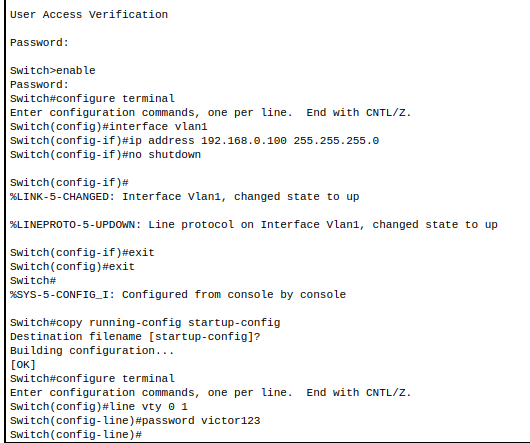 User Access Verification
Password:
Switch>enable
Password:
Switch#configure terminal
Enter configuration commands, one per line.  End with CNTL/Z.
Switch(config)#interface vlan1
Switch(config-if)#ip address 192.168.0.100 255.255.255.0
Switch(config-if)#no shutdown
Switch(config-if)#
%LINK-5-CHANGED: Interface Vlan1, changed state to up
%LINEPROTO-5-UPDOWN: Line protocol on Interface Vlan1, changed state to up
Switch(config-if)#exit
Switch(config)#exit
Switch#
%SYS-5-CONFIG_I: Configured from console by console
Switch#copy running-config startup-config
Destination filename [startup-config]?
Building configuration...
[OK]
Switch#configure terminal
Enter configuration commands, one per line.  End with CNTL/Z.
Switch(config)#line vty 0 1
Switch(config-line)#password victor123
Switch(config-line)#